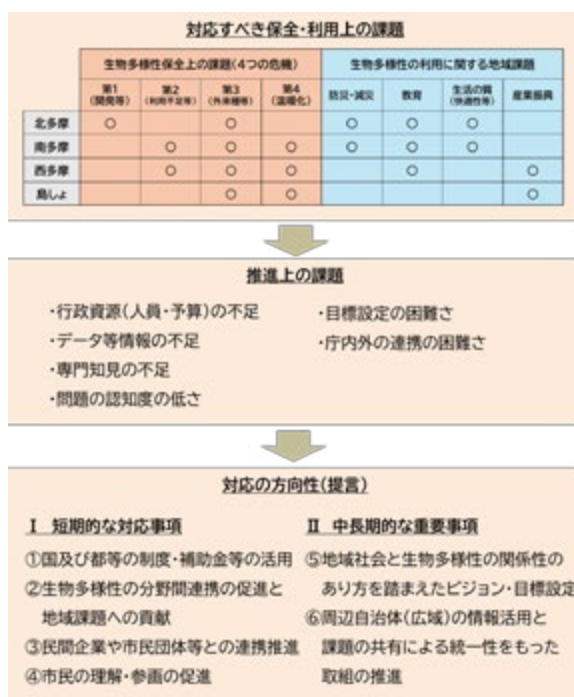 対応すべき保全・利用上の課題
生物多様性保全上の課題(4つの危機) 生物多様性の利用に関する地域課題
第1 (開発等) 第2 (利用不足等) 第3 (外来種等) 第4 (温暖化) 防災・減災 教育 生活の質 (快適性等) 産業振興
北多摩 ○ ○ ○ ○ ○
南多摩 ○ ○ ○ ○ ○ ○
西多摩 ○ ○ ○ ○ ○
島しょ ○ ○ ○
推進上の課題
・行政資源(人員・予算)の不足
・データ等情報の不足
・専門知見の不足
・問題の認知度の低さ
・目標設定の困難さ
・庁内外の連携の困難さ
対応の方向性(提言)
Ⅰ 短期的な対応事項
①国及び都等の制度・補助金等の活用
②生物多様性の分野間連携の促進と
地域課題への貢献
③民間企業や市民団体等との連携推進
④市民の理解・参画の促進
Ⅱ 中長期的な重要事項
⑤地域社会と生物多様性の関係性の
あり方を踏まえたビジョン・目標設定
⑥周辺自治体(広域)の情報活用と
課題の共有による統一性をもった
取組の推進